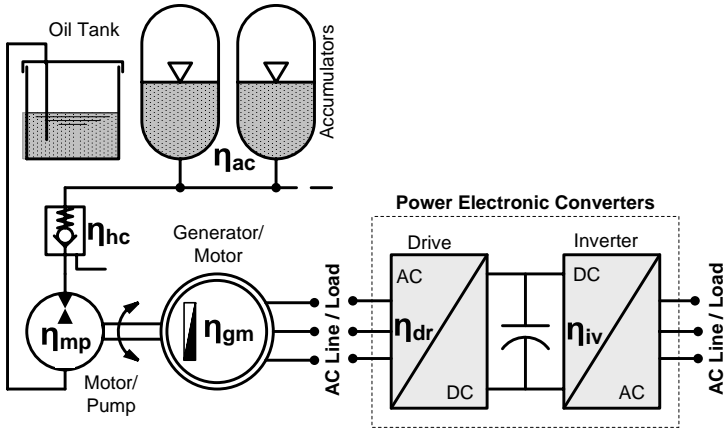 Oil Tank
Accumulators
ηac
Power Electronic Converters
ηhc
Generator/
Motor
Drive
Inverter
AC
DC
ηmp
ηgm
AC Line / Load
ηdr
ηiv
AC Line / Load
Motor/
Pump
DC
AC